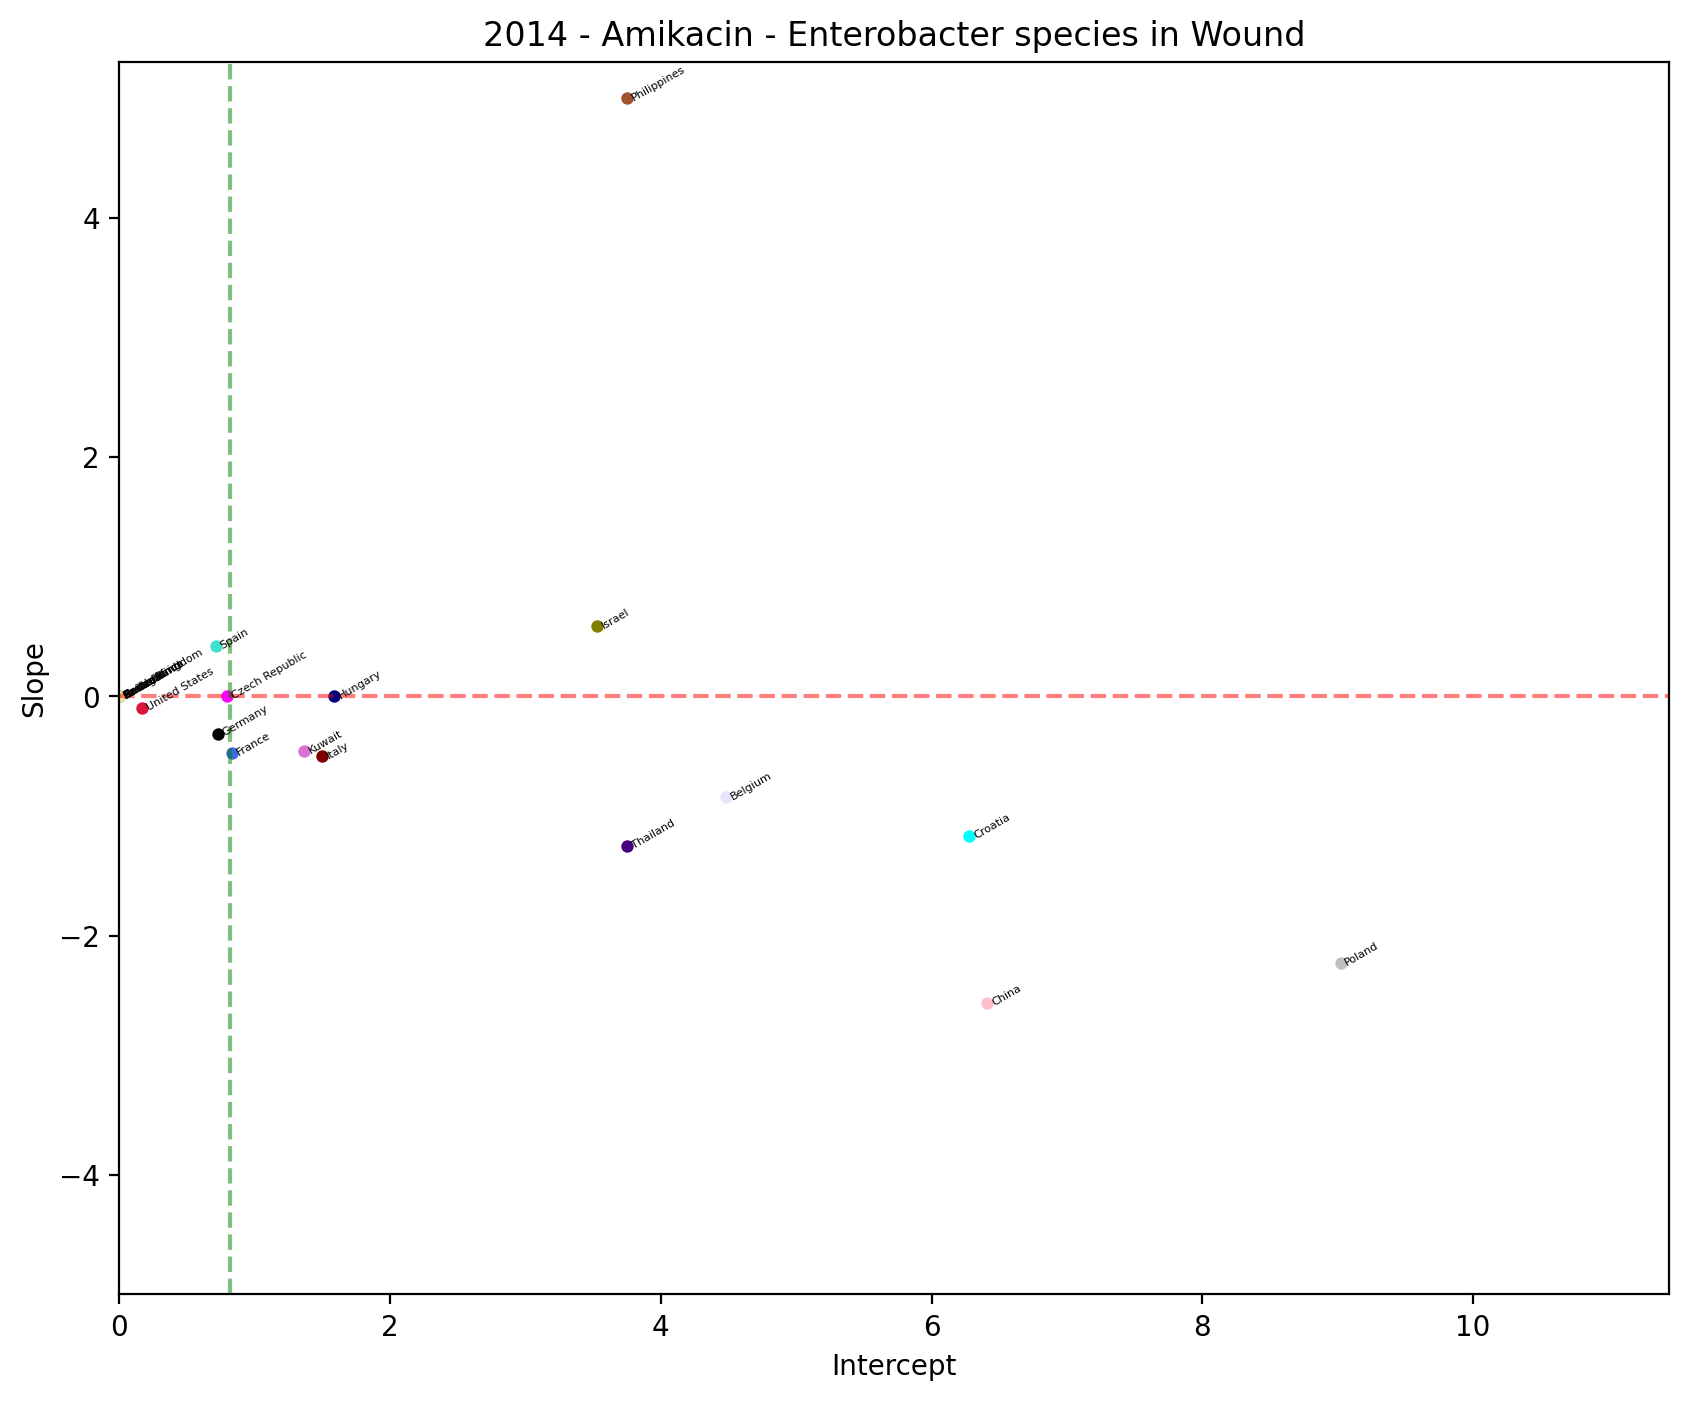 2014 - Amikacin - Enterobacter species in Wound
Philippines
4
2
Israel
Spain
United States
Czech Republic
Hungary
0
Germany
France
Kuwait
Italy
Belgium
Thailand
Croatia
Poland
China
−2
−4
Slope
0
2
4
6
8
10
Intercept